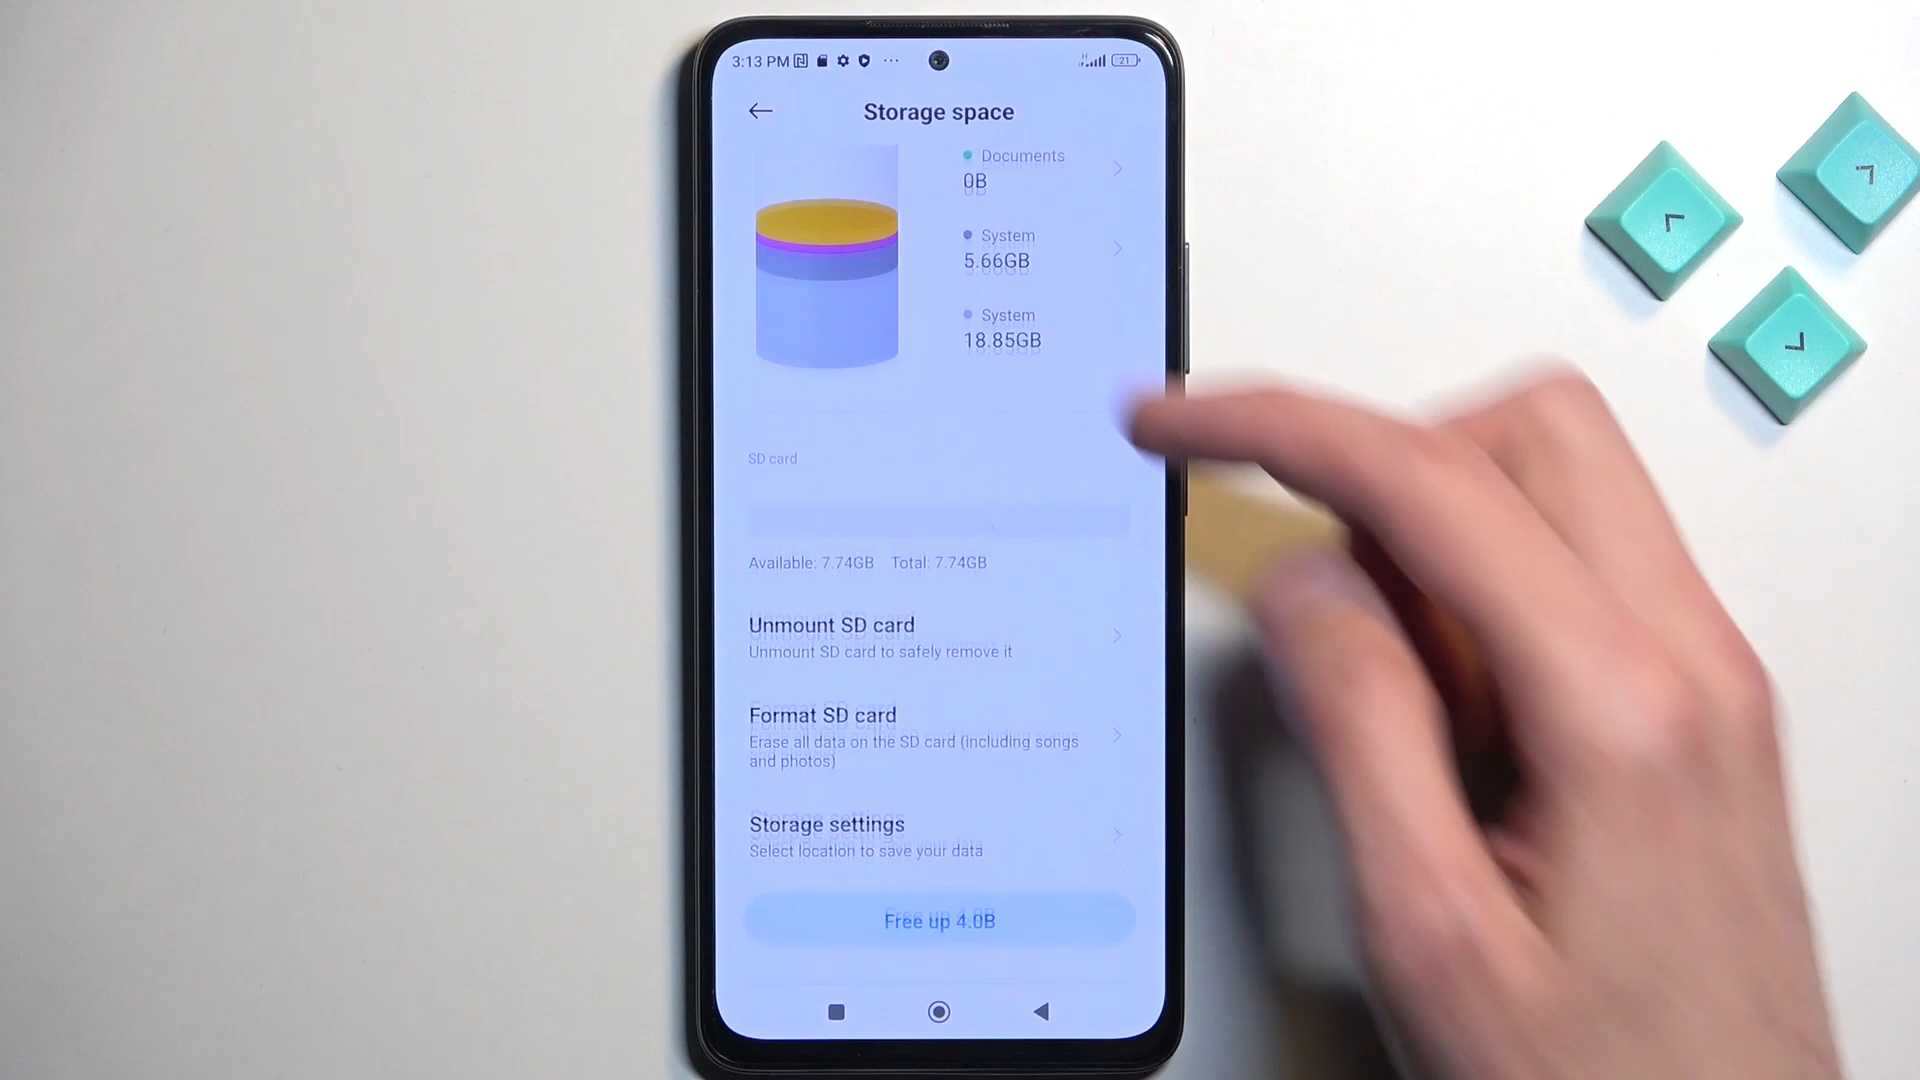 3:13 PM
21
Storage space
Documents
0B
System
5.66GB
System
18.85GB
SD card
Available: 7.74GB Total: 7.74GB
Unmount SD card
Unmount SD card to safely remove it
Format SD card
Erase all data on the SD card (including songs
and photos)
Storage settings
Select location to save your data
Free up 4.0B